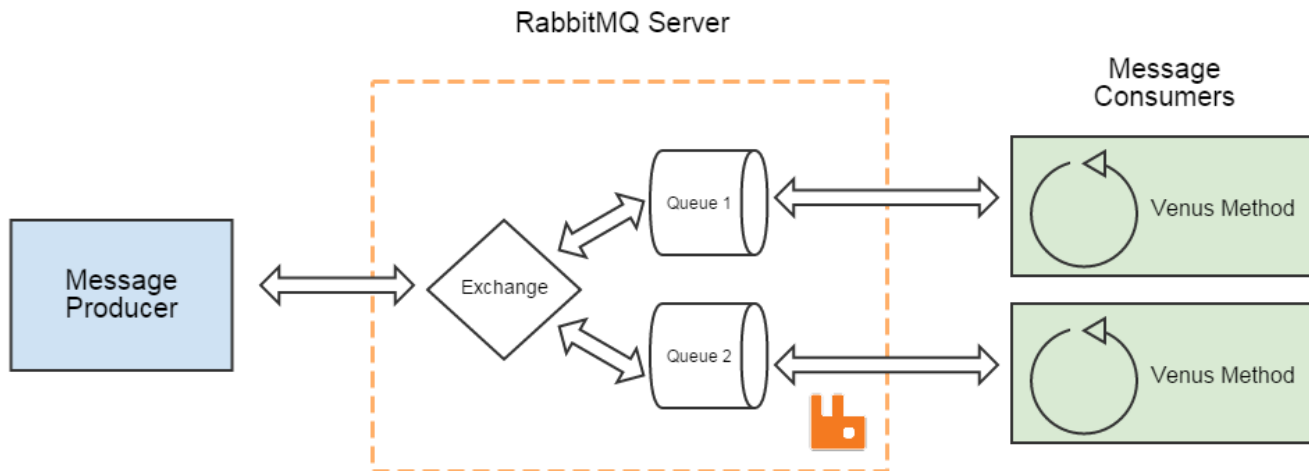 RabbitMQ Server
Message
Consumers
Queue 1
Venus Method
Message
Producer
Exchange
Queue 2
Venus Method